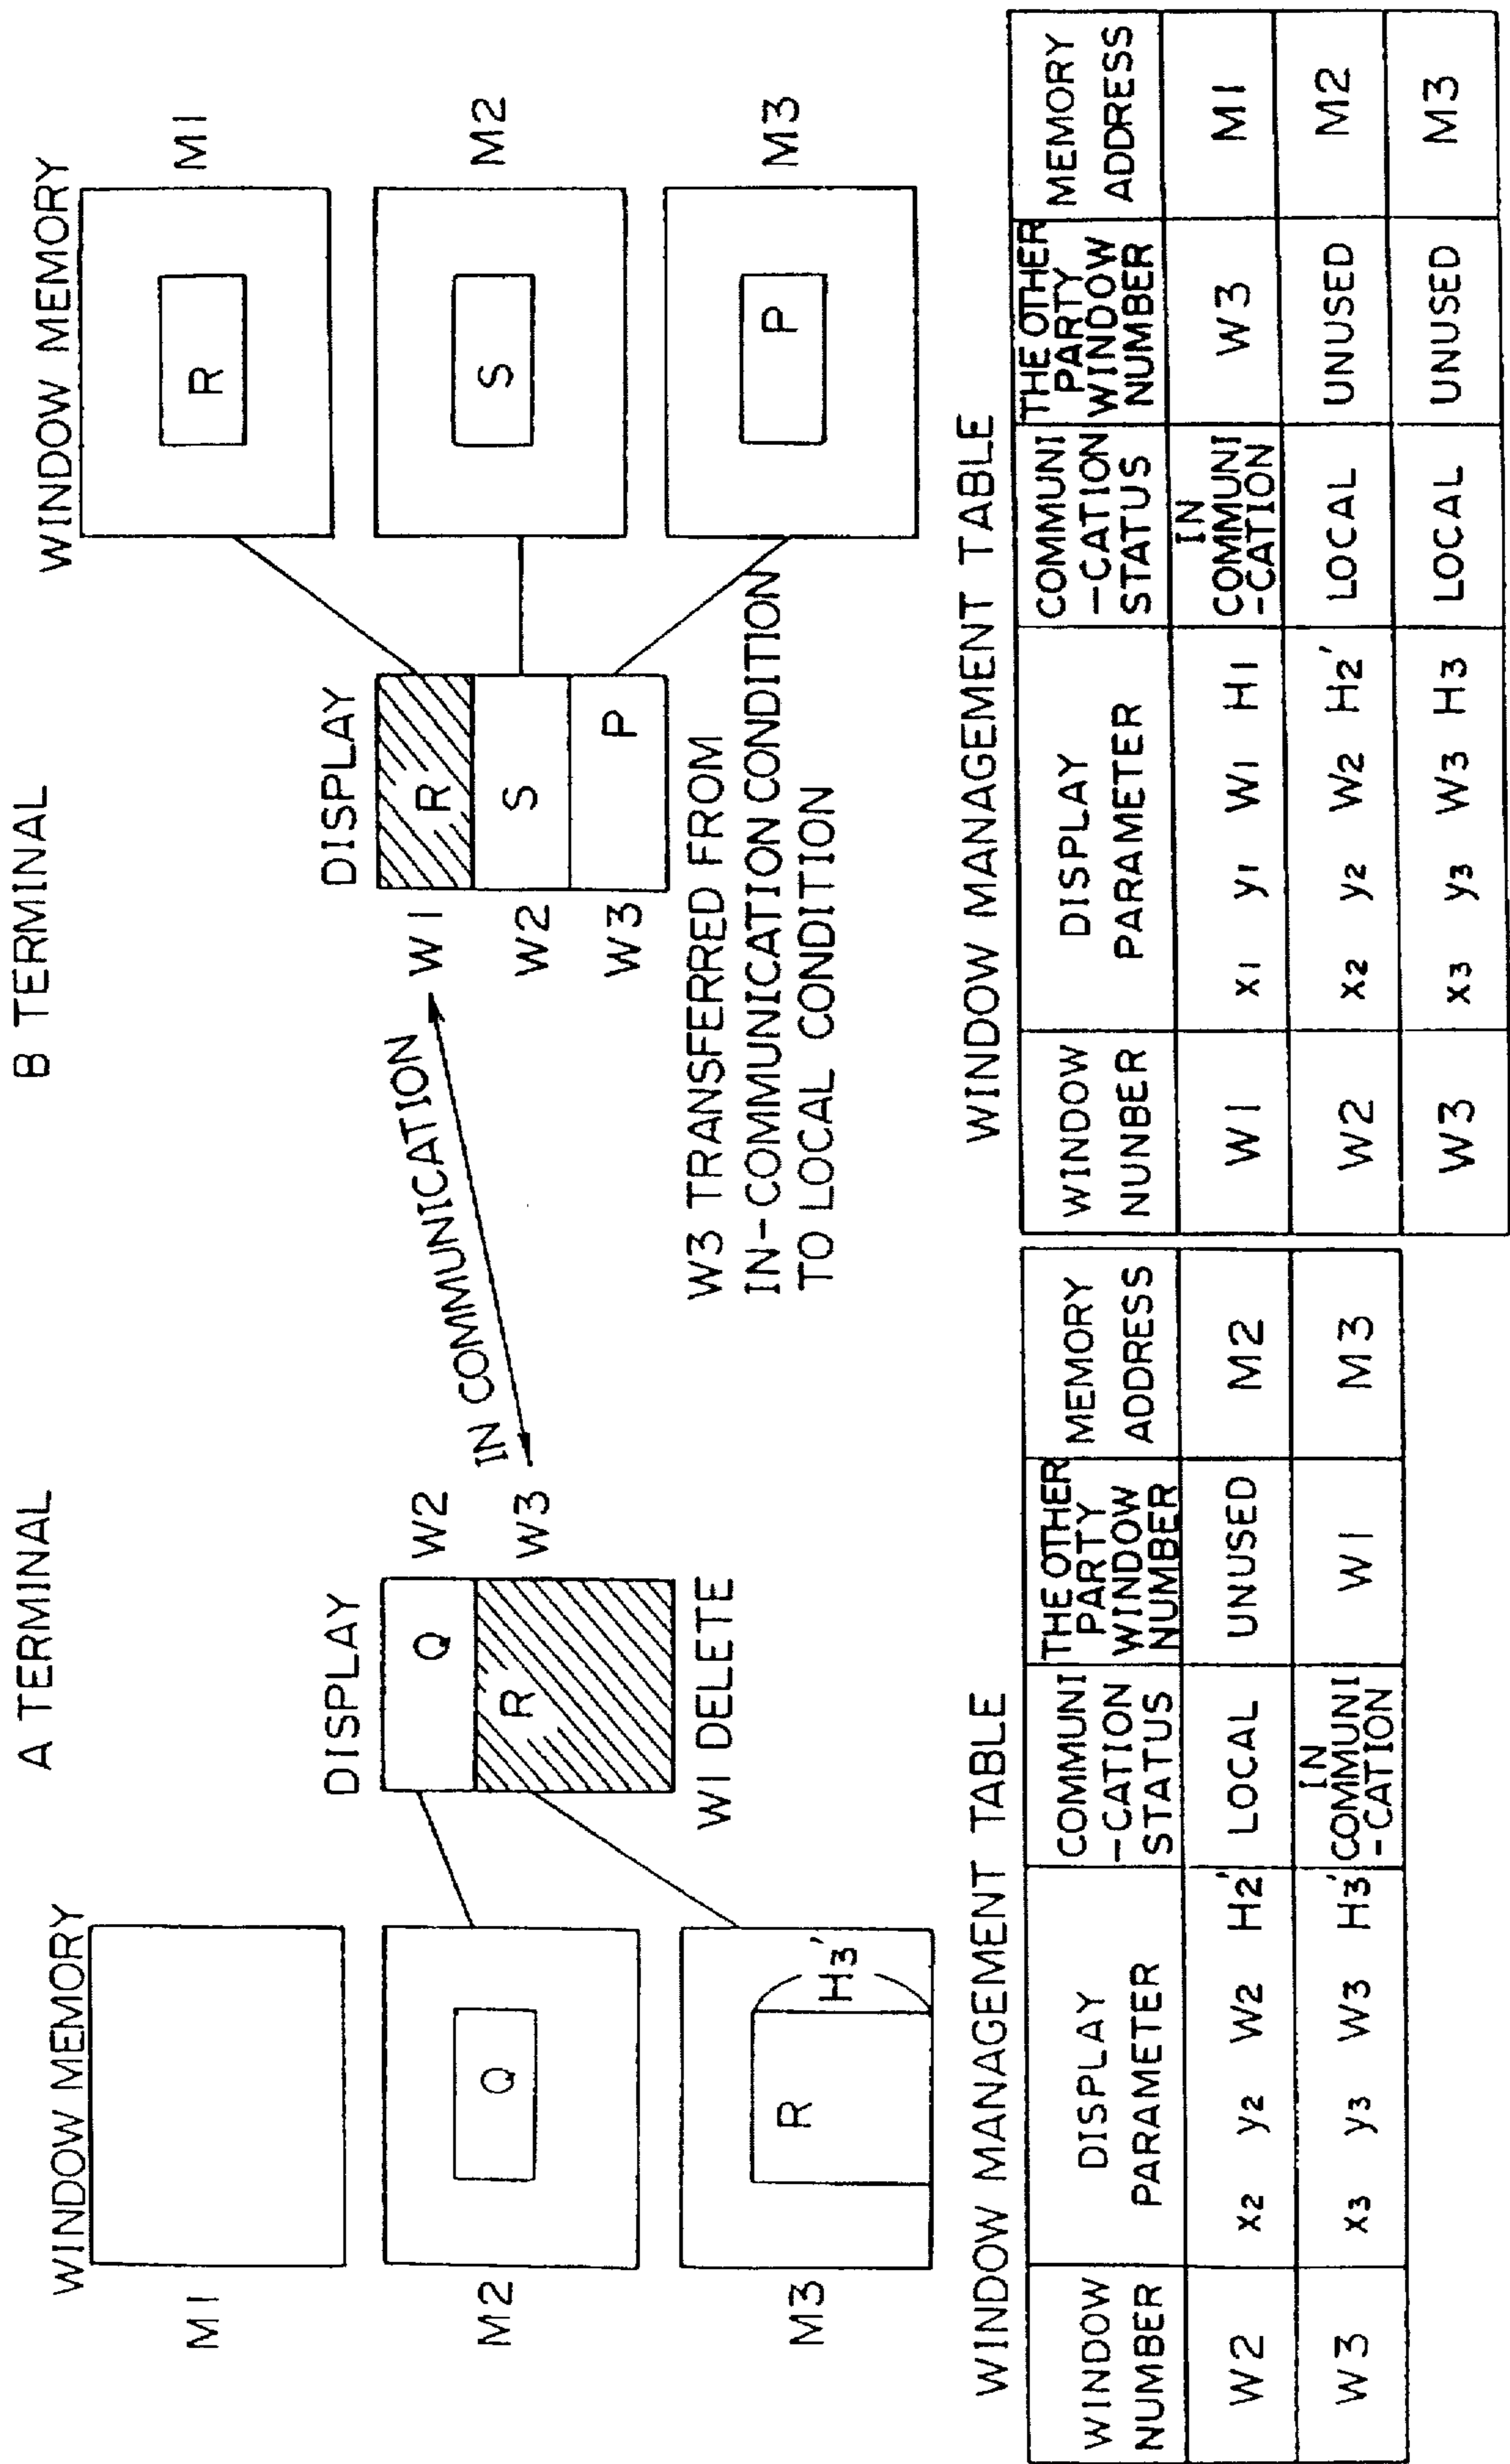 A TERMINAL
WINDOW MEMORY
M1
M2
Q
M3
R
H3'
DISPLAY
Q
R
W2
W3
W1 DELETE
IN COMMUNICATION
B TERMINAL
DISPLAY
W1
R
W2
S
W3
P
W3 TRANSFERRED FROM
IN-COMMUNICATION CONDITION
TO LOCAL CONDITION
WINDOW MEMORY
R
M1
S
M2
P
M3
WINDOW MANAGEMENT TABLE
WINDOW
NUMBER
DISPLAY
PARAMETER
COMMUNI
-CATION
STATUS
THE OTHER
PARTY
WINDOW
NUMBER
MEMORY
ADDRESS
W2 x2 y2 W2 H2' LOCAL UNUSED M2
W3 x3 y3 W3 H3' IN
COMMUNI
-CATION
W1 M3
WINDOW MANAGEMENT TABLE
WINDOW
NUNBER
DISPLAY
PARAMETER
COMMUNI
-CATION
STATUS
THE OTHER
PARTY
WINDOW
NUMBER
MEMORY
ADDRESS
W1 x1 y1 W1 H1 IN
COMMUNI
-CATION
W3 M1
W2 x2 y2 W2 H2' LOCAL UNUSED M2
W3 x3 y3 W3 H3 LOCAL UNUSED M3